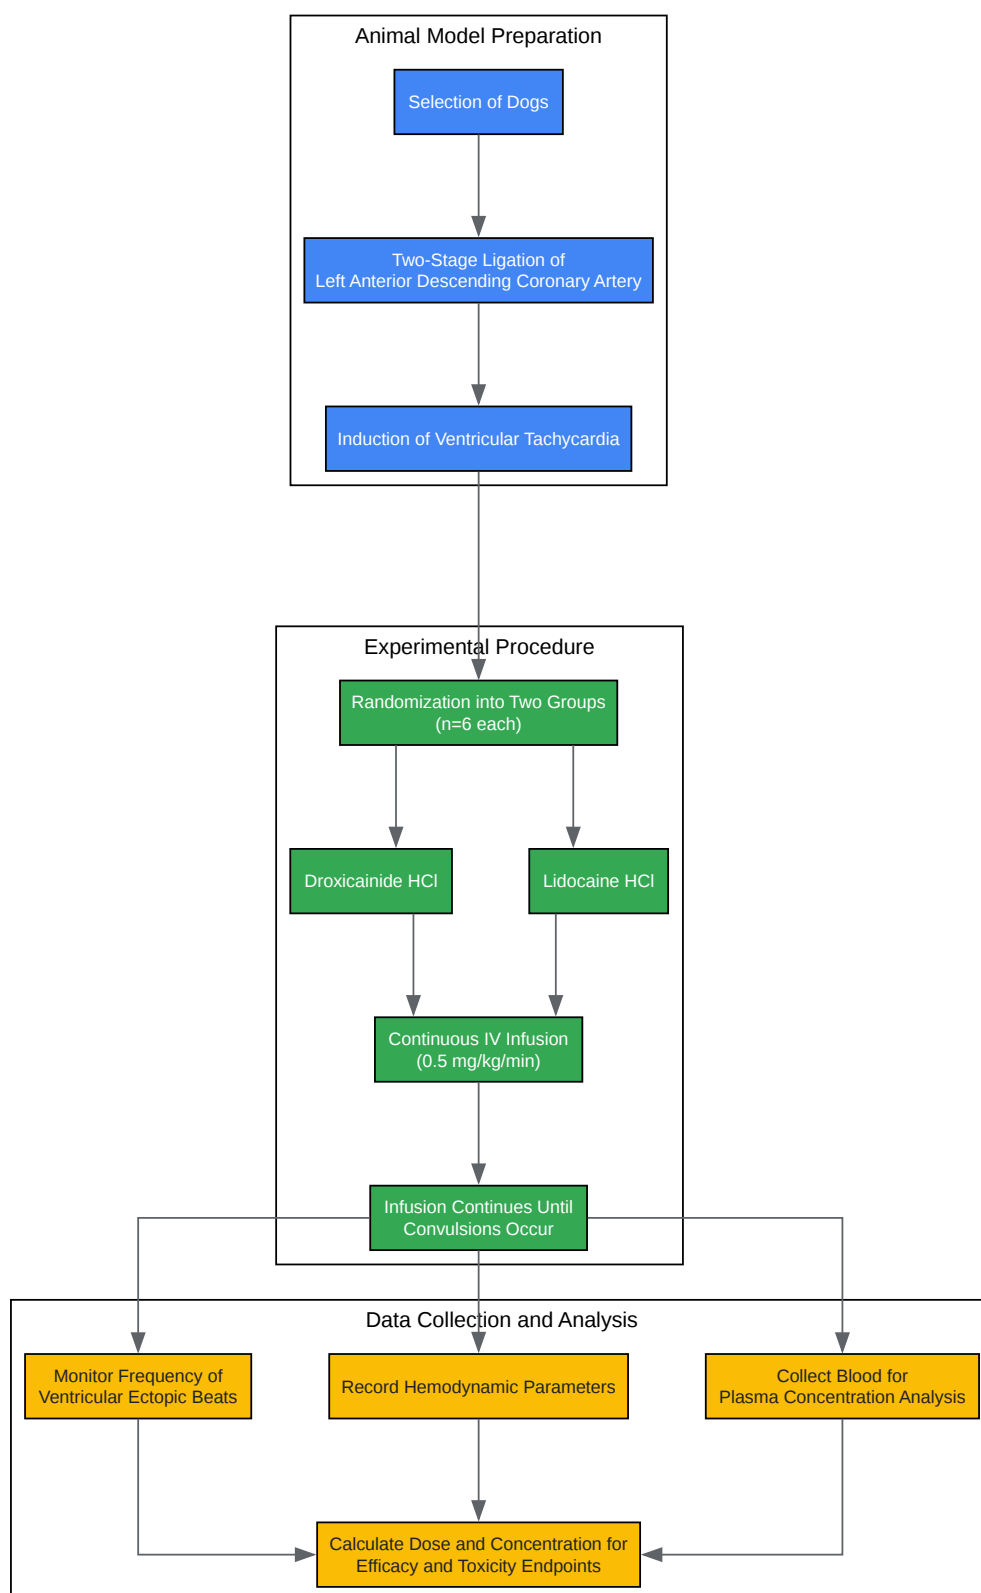 Animal Model Preparation
Selection of Dogs
Two-Stage Ligation of
Left Anterior Descending Coronary Artery
Induction of Ventricular Tachycardia
Experimental Procedure
Randomization into Two Groups
(n=6 each)
Droxicainide HCl
Lidocaine HCl
Continuous IV Infusion
(0.5 mg/kg/min)
Infusion Continues Until
Convulsions Occur
Data Collection and Analysis
Monitor Frequency of
Ventricular Ectopic Beats
Record Hemodynamic Parameters
Collect Blood for
Plasma Concentration Analysis
Calculate Dose and Concentration for
Efficacy and Toxicity Endpoints